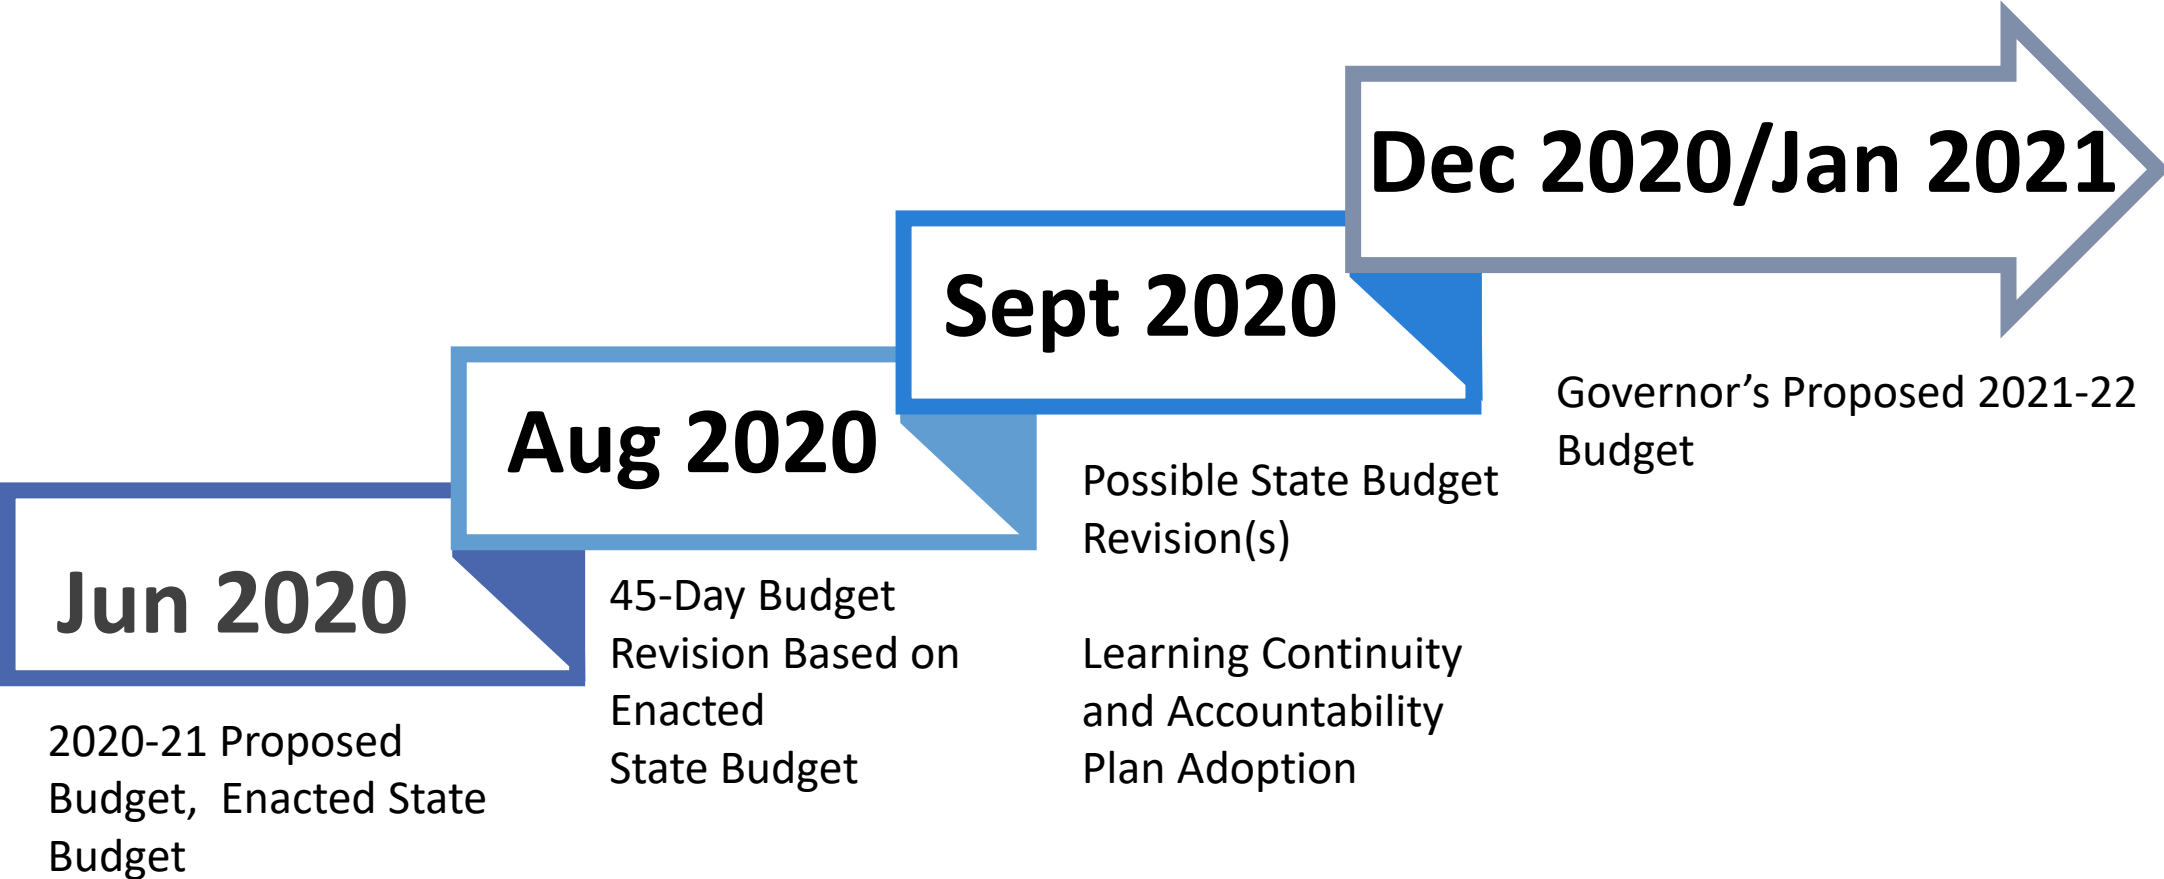 Jun 2020
2020-21 Proposed
Budget,  Enacted State
Budget
Aug 2020
45-Day Budget
Revision Based on
Enacted
State Budget
Sept 2020
Possible State Budget
Revision(s)
Learning Continuity
and Accountability
Plan Adoption
Dec 2020/Jan 2021
Governor’s Proposed 2021-22
Budget